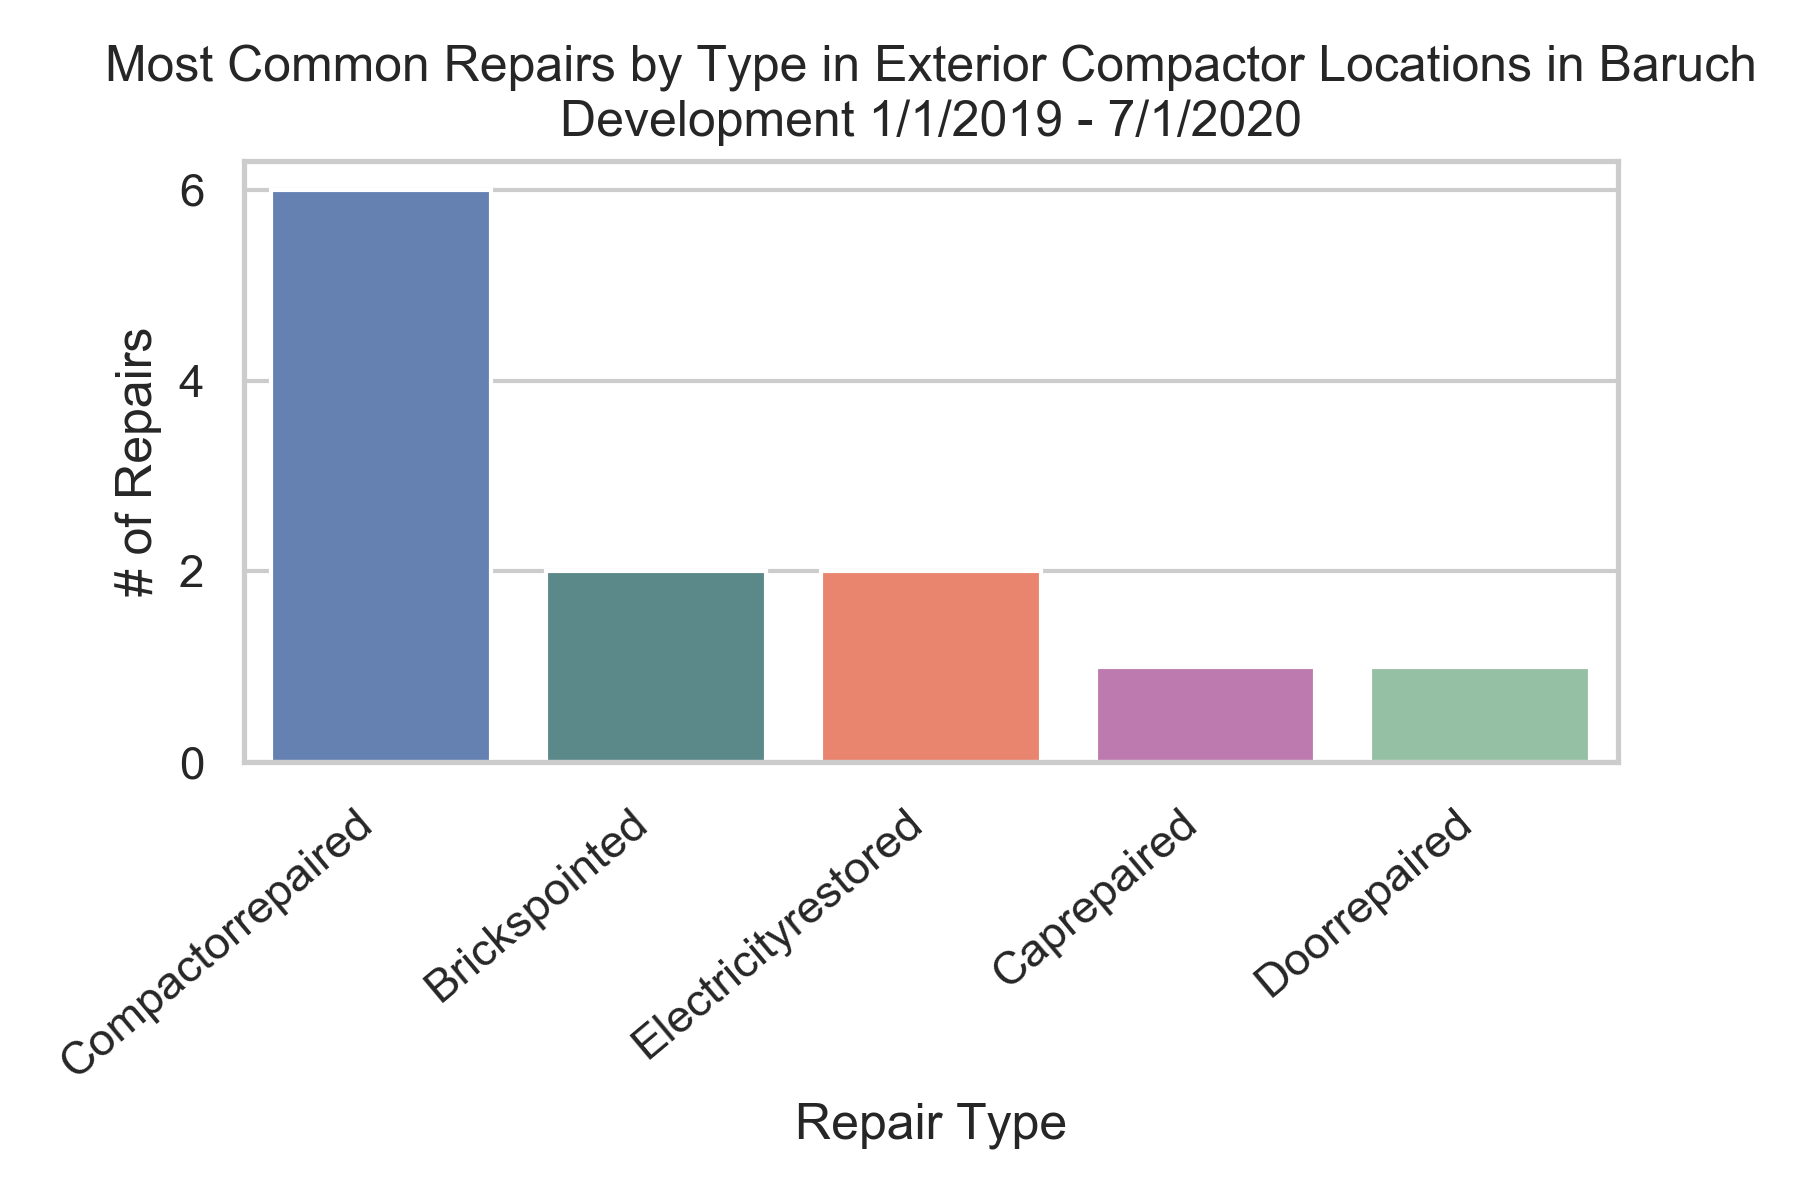 Most Common Repairs by Type in Exterior Compactor Locations in Baruch
Development 1/1/2019 - 7/1/2020
# of Repairs
6
4
2
0
Compactorrepaired
Brickspointed
Electricityrestored
Caprepaired
Doorrepaired
Repair Type